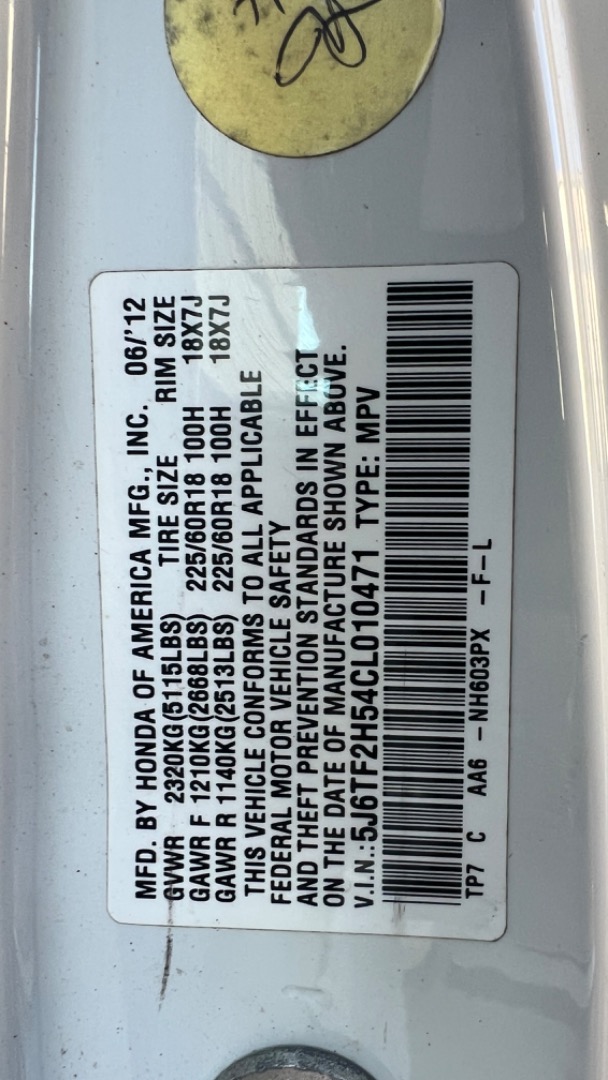 MFD. BY HONDA OF AMERICA MFG., INC. 06/'12
GVWR 2320KG(5115LBS) TIRE SIZE RIM SIZE
GAWR F 1210KG(2668LBS) 225/60R18 100H 18X7J
GAWR R 1140KG(2513LBS) 225/60R18 100H 18X7J
THIS VEHICLE CONFORMS TO ALL APPLICABLE
FEDERAL MOTOR VEHICLE SAFETY
AND THEFT PREVENTION STANDARDS IN EFFECT
ON THE DATE OF MANUFACTURE SHOWN ABOVE.
V.I.N.:5J6TF2H54CL010471 TYPE: MPV
TP7 C AA6 -NH603PX -F-L